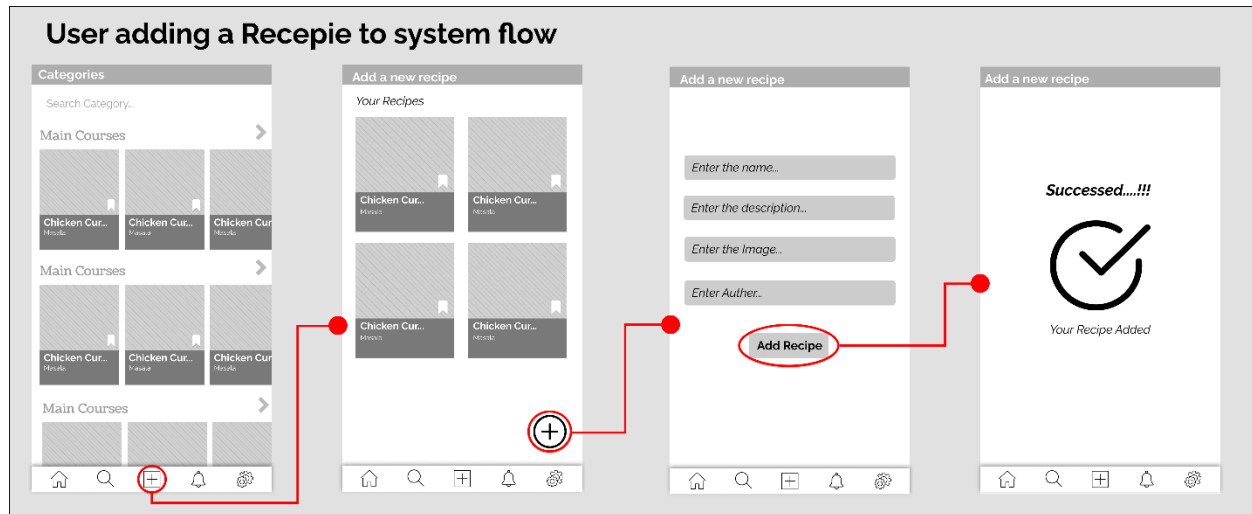 User adding a Recepie to system flow
Categories
Search Category...
Main Courses
Chicken Cur...
Masala
Chicken Cur...
Masala
Chicken Cur
Masala
Main Courses
Chicken Cur...
Masala
Chicken Cur...
Masala
Chicken Cur
Masala
Main Courses
Add a new recipe
Your Recipes
Chicken Cur...
Masala
Chicken Cur...
Masala
Chicken Cur...
Masala
Chicken Cur...
Masala
Add a new recipe
Enter the name...
Enter the description...
Enter the Image...
Enter Auther...
Add Recipe
Add a new recipe
Successed....!!!
Your Recipe Added